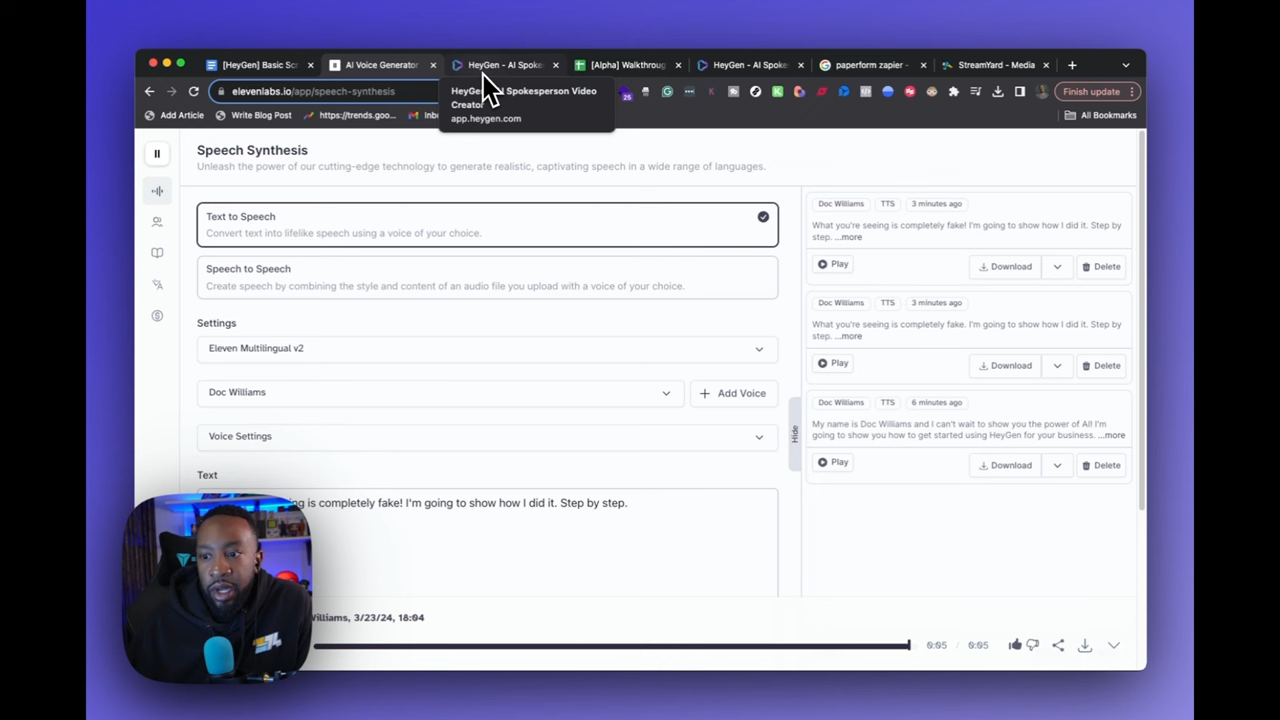 [HeyGen] Basic Sc
AI Voice Generator
HeyGen - AI Spoke
[Alpha] Walkthroug
HeyGen - AI Spoke
paperform zapier -
StreamYard - Media
elevenlabs.io/app/speech-synthesis
25
Finish update
HeyGen
Spokesperson Video
Creator
app.heygen.com
Add Article
Write Blog Post
https://trends.goo...
All Bookmarks
Speech Synthesis
Unleash the power of our cutting-edge technology to generate realistic, captivating speech in a wide range of languages.
Text to Speech
Convert text into lifelike speech using a voice of your choice.
Speech to Speech
Create speech by combining the style and content of an audio file you upload with a voice of your choice.
Settings
Eleven Multilingual v2
Doc Williams
Add Voice
Voice Settings
Text
is completely fake! I'm going to show how I did it. Step by step.
Hide
Doc Williams TTS 3 minutes ago
What you're seeing is completely fake! I'm going to show how I did it. Step by
step. ...more
Play Download Delete
Doc Williams TTS 3 minutes ago
What you're seeing is completely fake. I'm going to show how I did it. Step by
step. ...more
Play Download Delete
Doc Williams TTS 6 minutes ago
My name is Doc Williams and I can't wait to show you the power of AI! I'm
going to show you how to get started using HeyGen for your business. ...more
Play Download Delete
illiams, 3/23/24, 18:04
0:05 / 0:05